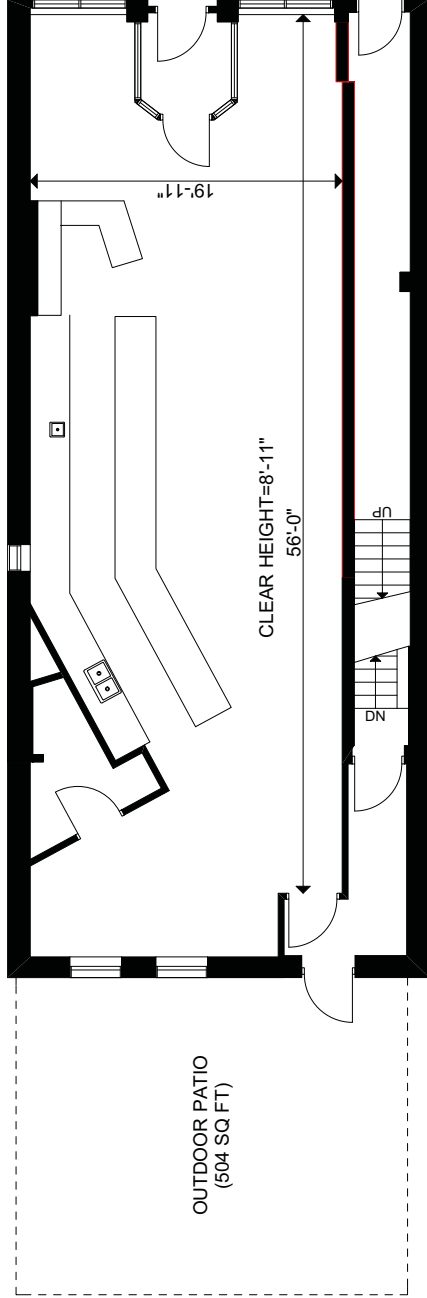 19'-11"
CLEAR HEIGHT=8'-11"
56'-0"
UP
DN
OUTDOOR PATIO
(504 SQ FT)